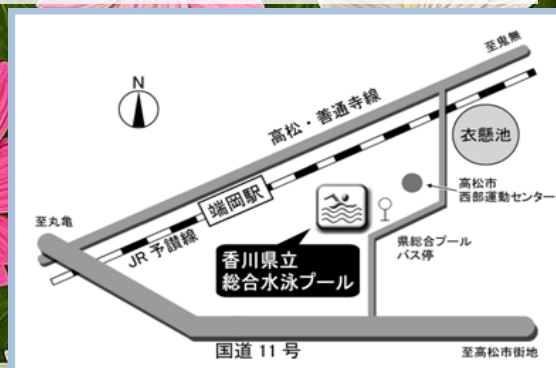 至鬼無
N
高松・善通寺線
衣懸池
高松市
西部運動センター
端岡駅
至丸亀
JR予讃線
県総合プール
バス停
香川県立
総合水泳プール
国道 11 号
至高松市街地